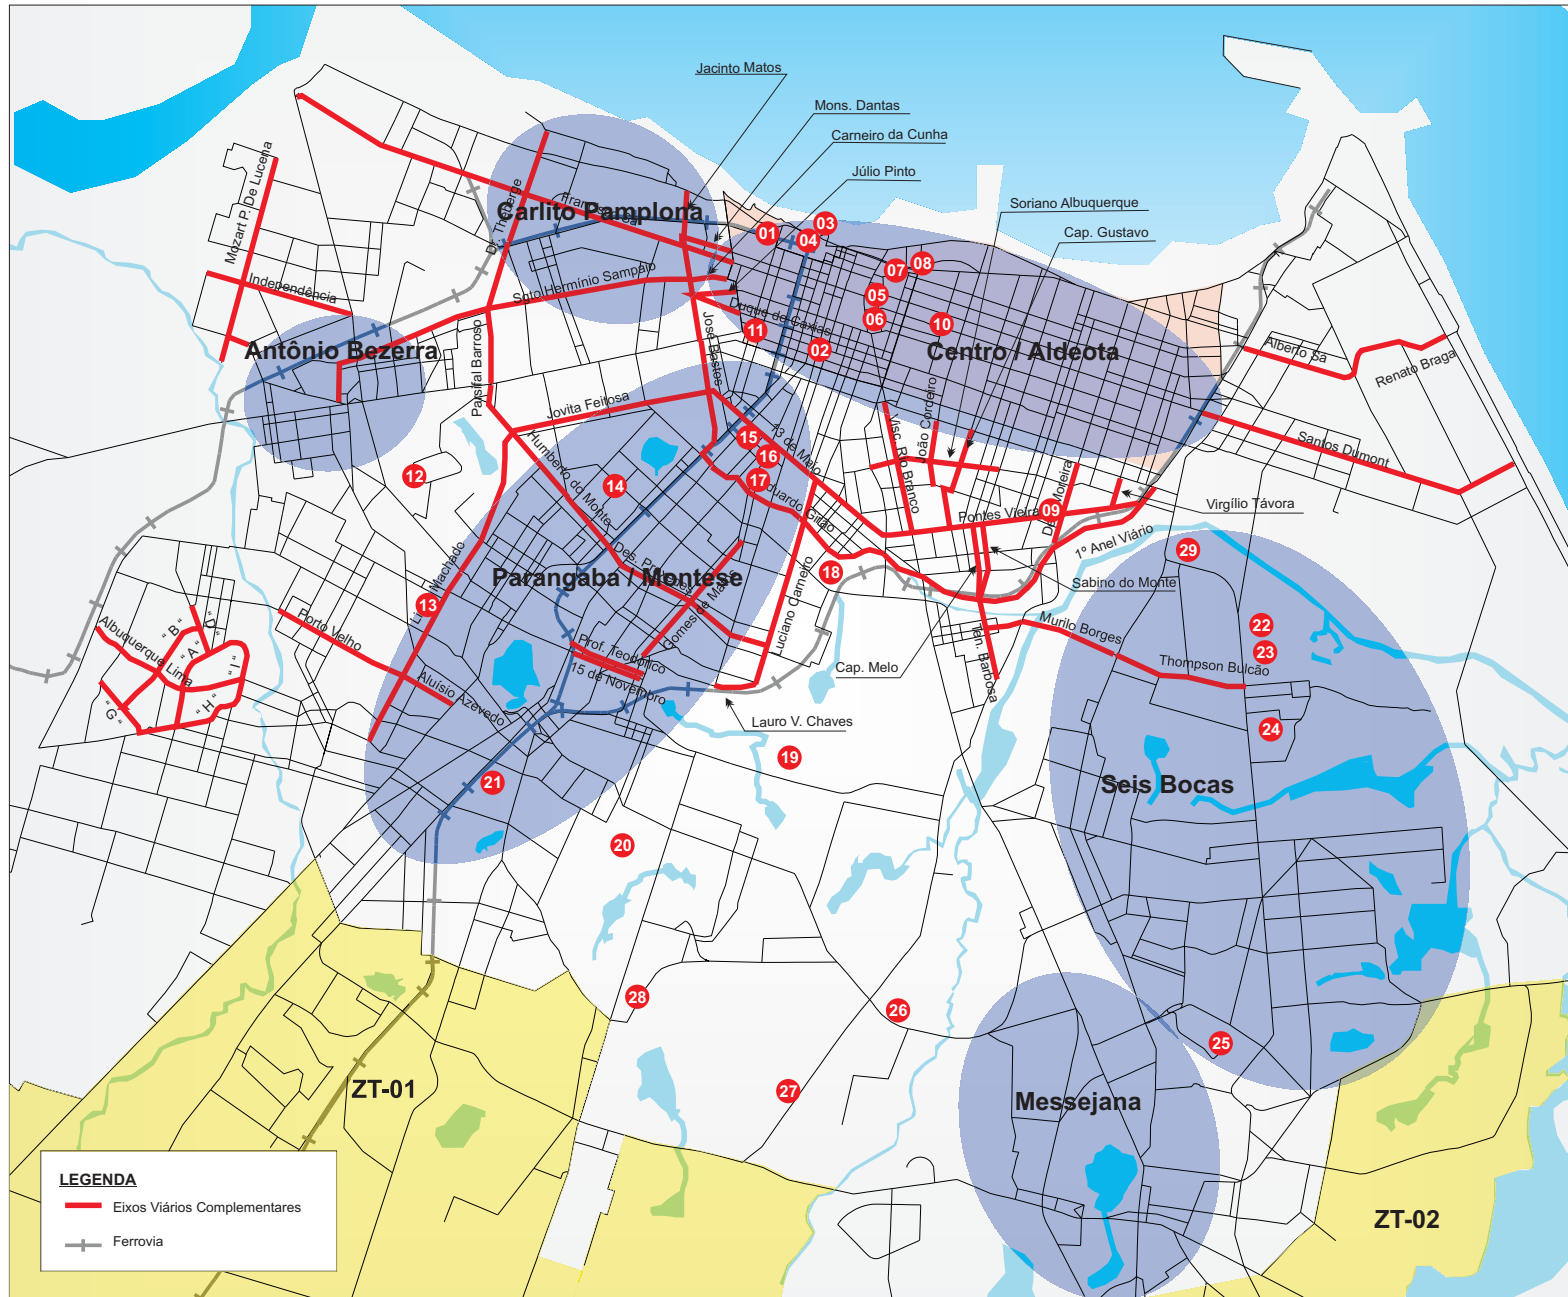 Jacinto Matos
Mons. Dantas
Carneiro da Cunha
Júlio Pinto
Soriano Albuquerque
Cap. Gustavo
Mozart P. De Lucena
Independência
Carlito Pamplona
Sgto Hermínio Sampaio
Duque de Caxias
José Bastos
Antônio Bezerra
Parsifal Barroso
Jovita Feitosa
Humberto do Monte
Centro / Aldeota
Alberto Sá
Renato Braga
Santos Dumont
João Cordeiro
Visc. Rio Branco
13 de Maio
Eduardo Girão
Pontes Vieira
Virgílio Távora
1º Anel Viário
Sabino do Monte
Parangaba / Montese
Gomes de Matos
Luciano Carneiro
Machado
Porto Velho
Prof. Teodorico
15 de Novembro
Aluísio Azevedo
Albuquerque Lima
" B "
" A "
" D "
" I "
" H "
" G "
Cap. Melo
Ten. Barbosa
Murilo Borges
Thompson Bulcão
Lauro V. Chaves
Seis Bocas
Messejana
ZT-01
ZT-02
01
02
03
04
05
06
07
08
09
10
11
12
13
14
15
16
17
18
19
20
21
22
23
24
25
26
27
28
29
LEGENDA
Eixos Viários Complementares
Ferrovia